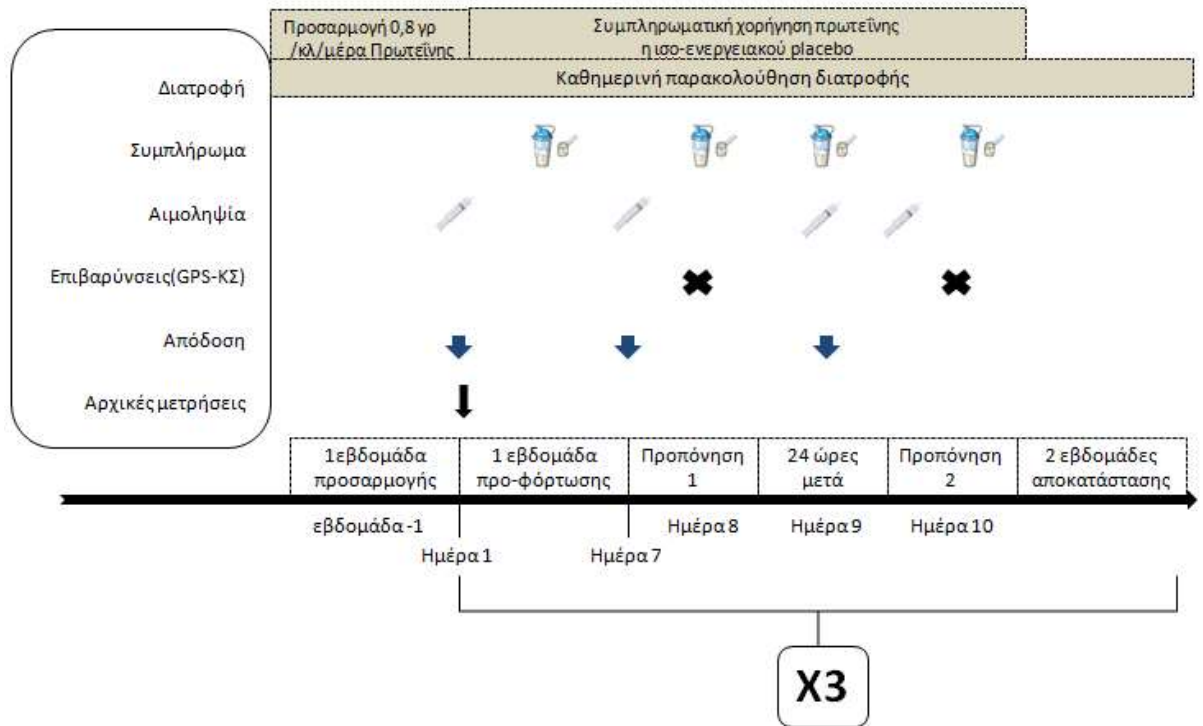 Προσαρμογή 0,8 γρ
/κλ/μέρα Πρωτεΐνης
Συμπληρωματική χορήγηση πρωτεΐνης
η ισο-ενεργειακού placebo
Καθημερινή παρακολούθηση διατροφής
Διατροφή
Συμπλήρωμα
Αιμοληψία
Επιβαρύνσεις(GPS-ΚΣ)
Απόδοση
Αρχικές μετρήσεις
1εβδομάδα
προσαρμογής
1 εβδομάδα
προ-φόρτωσης
Προπόνηση
1
24 ώρες
μετά
Προπόνηση
2
2 εβδομάδες
αποκατάστασης
εβδομάδα -1
Ημέρα 1
Ημέρα 7
Ημέρα 8
Ημέρα 9
Ημέρα 10
X3